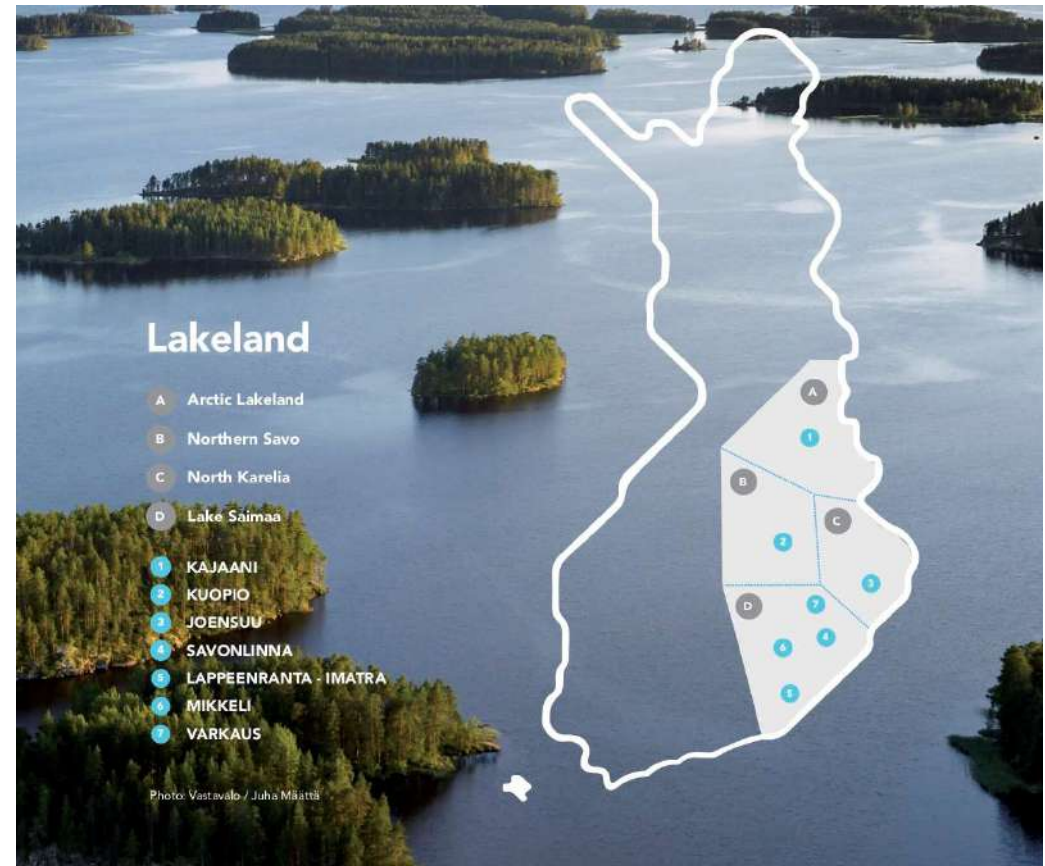 Lakeland
A Arctic Lakeland
B Northern Savo
C North Karelia
D Lake Saimaa
1 KAJAANI
2 KUOPIO
3 JOENSUU
4 SAVONLINNA
5 LAPPEENRANTA - IMATRA
6 MIKKELI
7 VARKAUS
Photo: Vastavalo / Juha Määttä
A
1
B
C
2
3
D
7
4
6
5